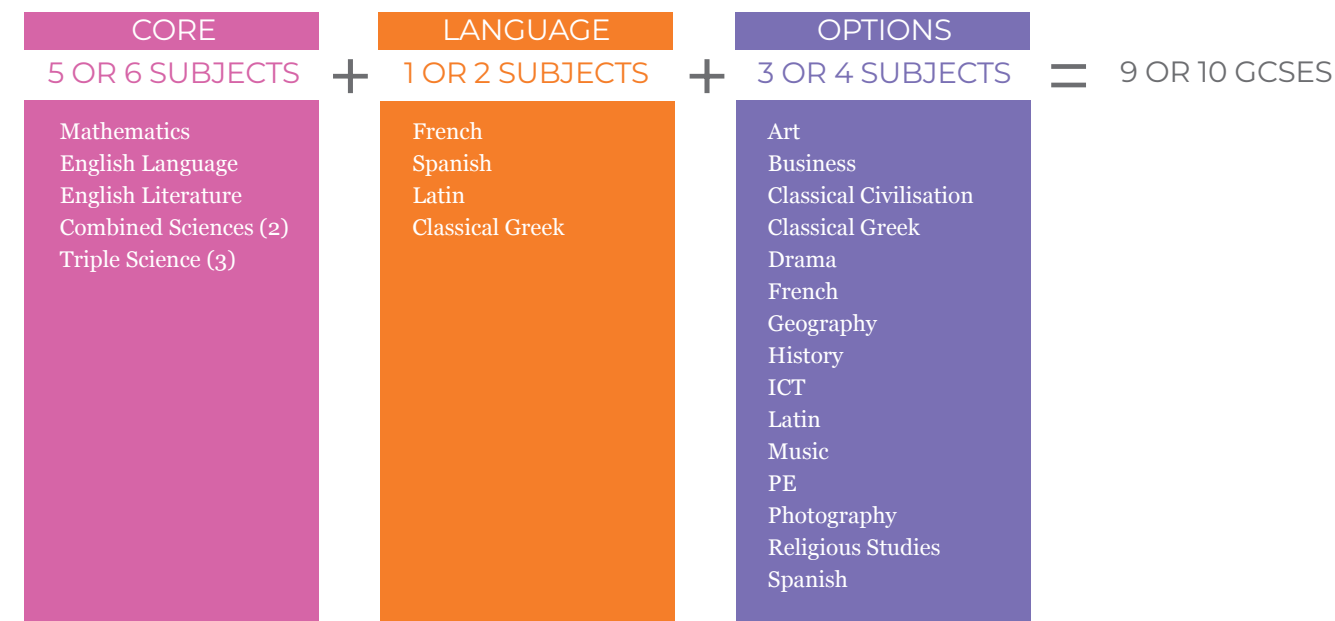 CORE
5 OR 6 SUBJECTS
Mathematics
English Language
English Literature
Combined Sciences (2)
Triple Science (3)
+
LANGUAGE
1 OR 2 SUBJECTS
French
Spanish
Latin
Classical Greek
+
OPTIONS
3 OR 4 SUBJECTS
Art
Business
Classical Civilisation
Classical Greek
Drama
French
Geography
History
ICT
Latin
Music
PE
Photography
Religious Studies
Spanish
=
9 OR 10 GCSES